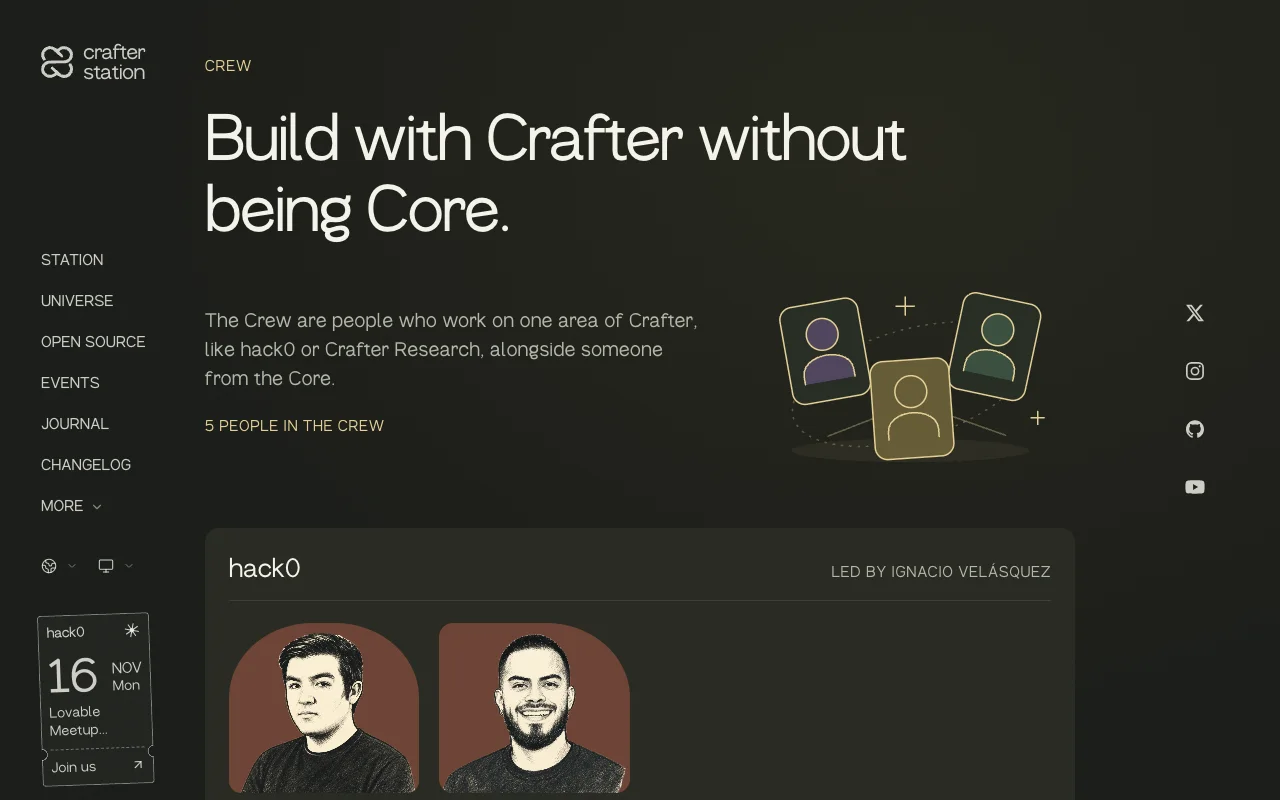 crafter
station
CREW
Build with Crafter without
being Core.
STATION
UNIVERSE
OPEN SOURCE
EVENTS
JOURNAL
CHANGELOG
MORE
The Crew are people who work on one area of Crafter,
like hack0 or Crafter Research, alongside someone
from the Core.
5 PEOPLE IN THE CREW
hack0
LED BY IGNACIO VELÁSQUEZ
hack0
16
NOV
Mon
Lovable
Meetup...
Join us